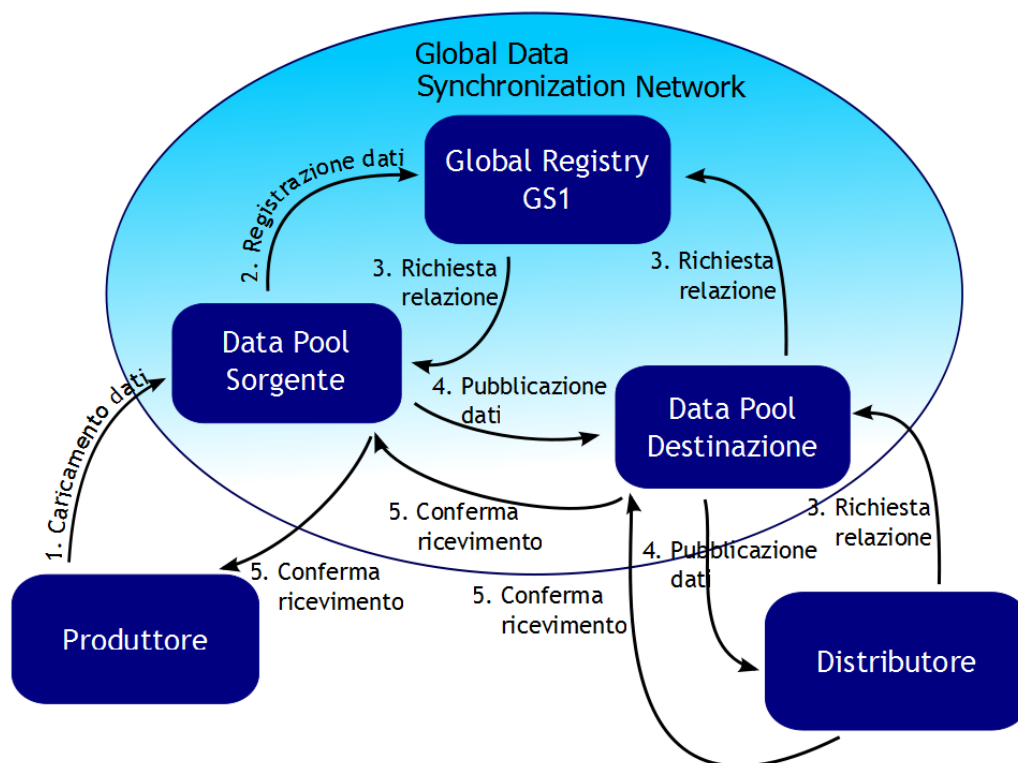 Global Data
Synchronization Network
Global Registry
GS1
2. Registrazione dati
3. Richiesta
relazione
3. Richiesta
relazione
Data Pool
Sorgente
4. Pubblicazione
dati
Data Pool
Destinazione
1. Caricamento dati
5. Conferma
ricevimento
3. Richiesta
relazione
4. Pubblicazione
dati
5. Conferma
ricevimento
5. Conferma
ricevimento
Produttore
Distributore